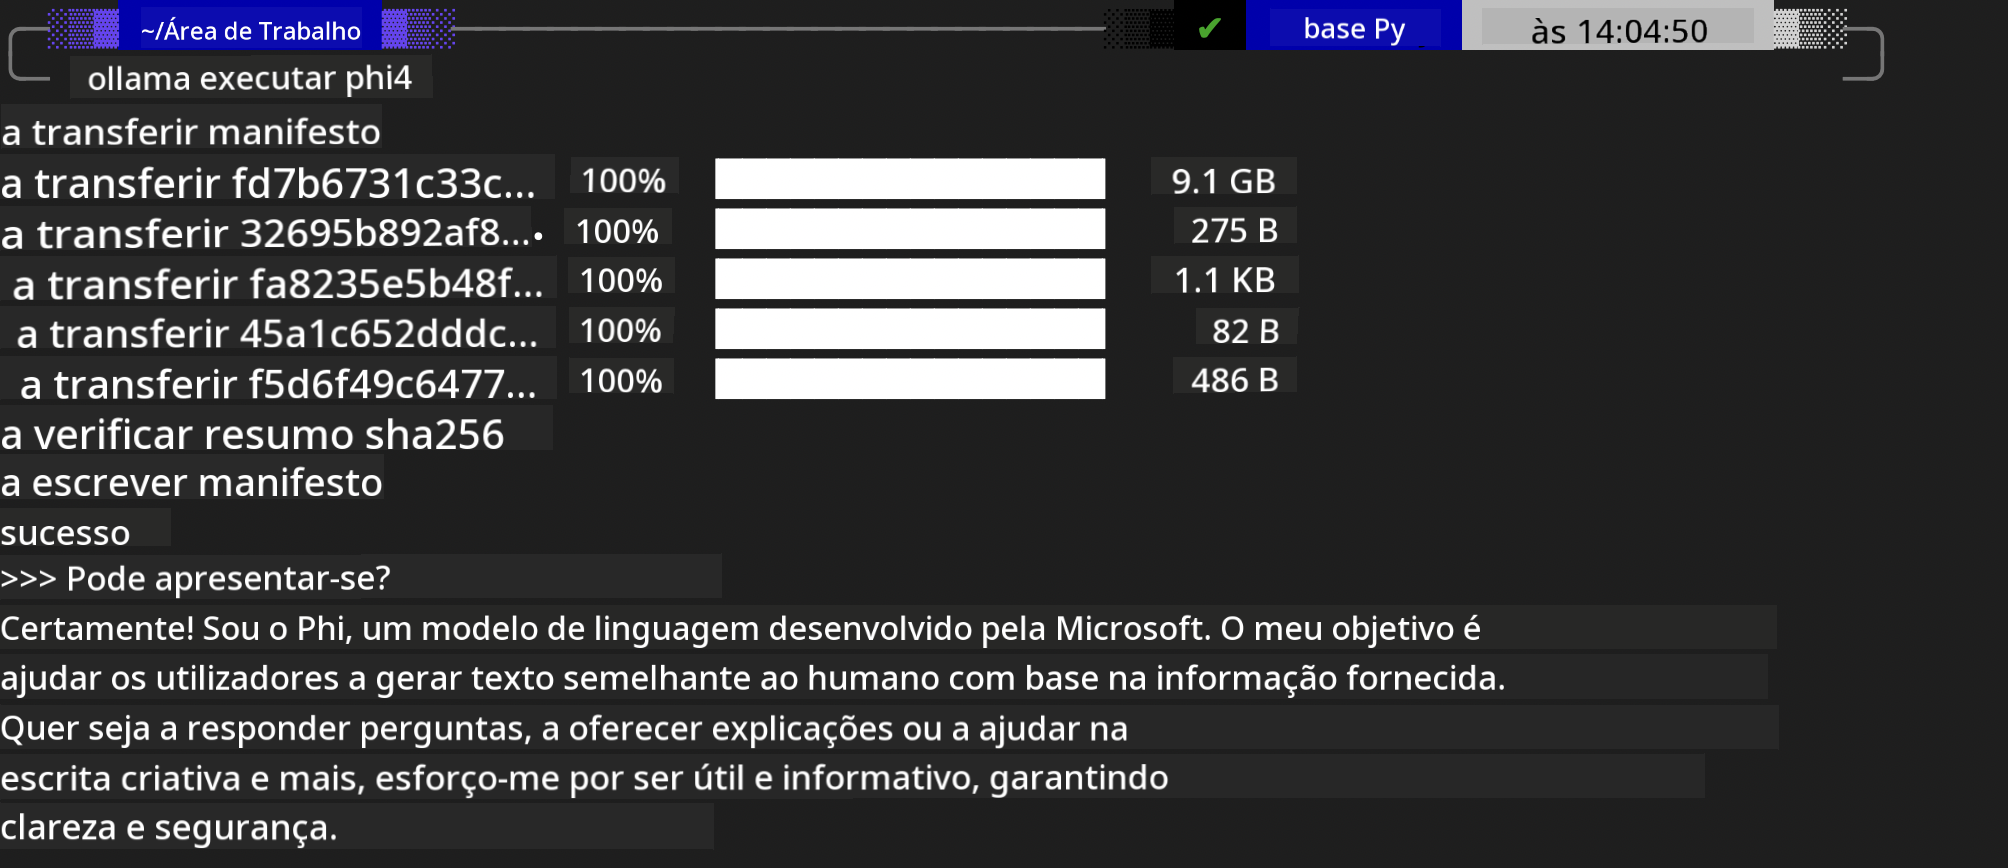 ~/Área de Trabalho ✔ base Py às 14:04:50
ollama executar phi4
a transferir manifesto
a transferir fd7b6731c33c... 100% 9.1 GB
a transferir 32695b892af8... 100% 275 B
a transferir fa8235e5b48f... 100% 1.1 KB
a transferir 45a1c652dddc... 100% 82 B
a transferir f5d6f49c6477... 100% 486 B
a verificar resumo sha256
a escrever manifesto
sucesso
>>> Pode apresentar-se?
Certamente! Sou o Phi, um modelo de linguagem desenvolvido pela Microsoft. O meu objetivo é
ajudar os utilizadores a gerar texto semelhante ao humano com base na informação fornecida.
Quer seja a responder perguntas, a oferecer explicações ou a ajudar na
escrita criativa e mais, esforço-me por ser útil e informativo, garantindo
clareza e segurança.